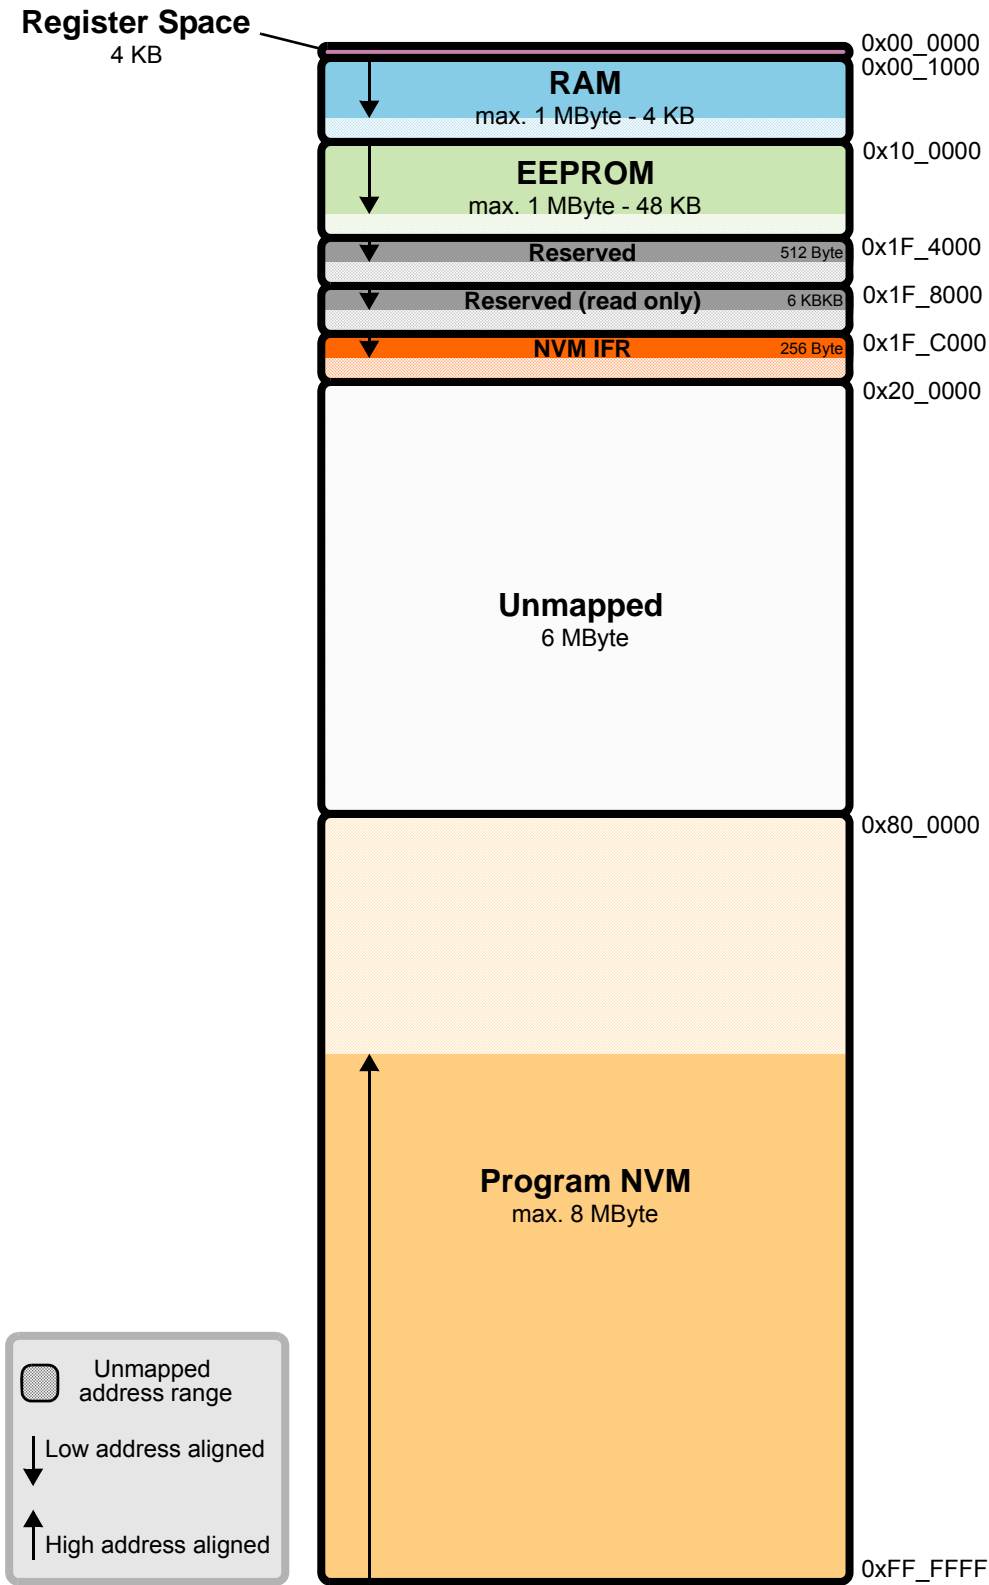 Register Space
4 KB
0x00_0000
0x00_1000
RAM
max. 1 MByte - 4 KB
0x10_0000
EEPROM
max. 1 MByte - 48 KB
0x1F_4000
Reserved 512 Byte
0x1F_8000
Reserved (read only) 6 KBKB
0x1F_C000
NVM IFR 256 Byte
0x20_0000
Unmapped
6 MByte
0x80_0000
Program NVM
max. 8 MByte
Unmapped
address range
Low address aligned
High address aligned
0xFF_FFFF